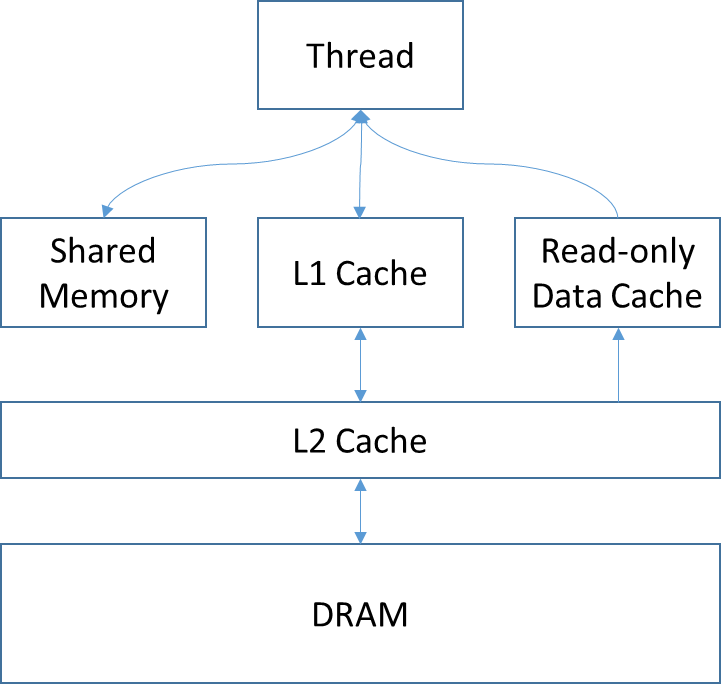 Thread
Shared
Memory
L1 Cache
Read-only
Data Cache
L2 Cache
DRAM